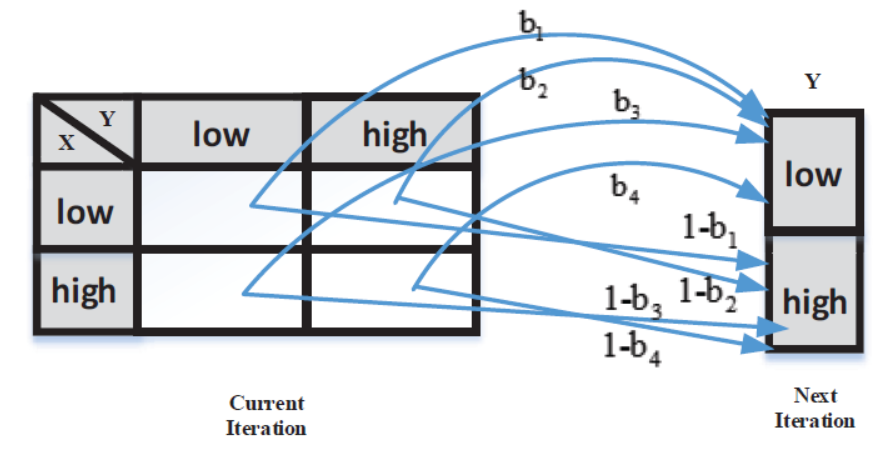 b₁
b₂
b₃
b₄
Y
Y
X
low
high
low
high
low
high
1-b₁
1-b₂
1-b₃
1-b₄
Current
Iteration
Next
Iteration